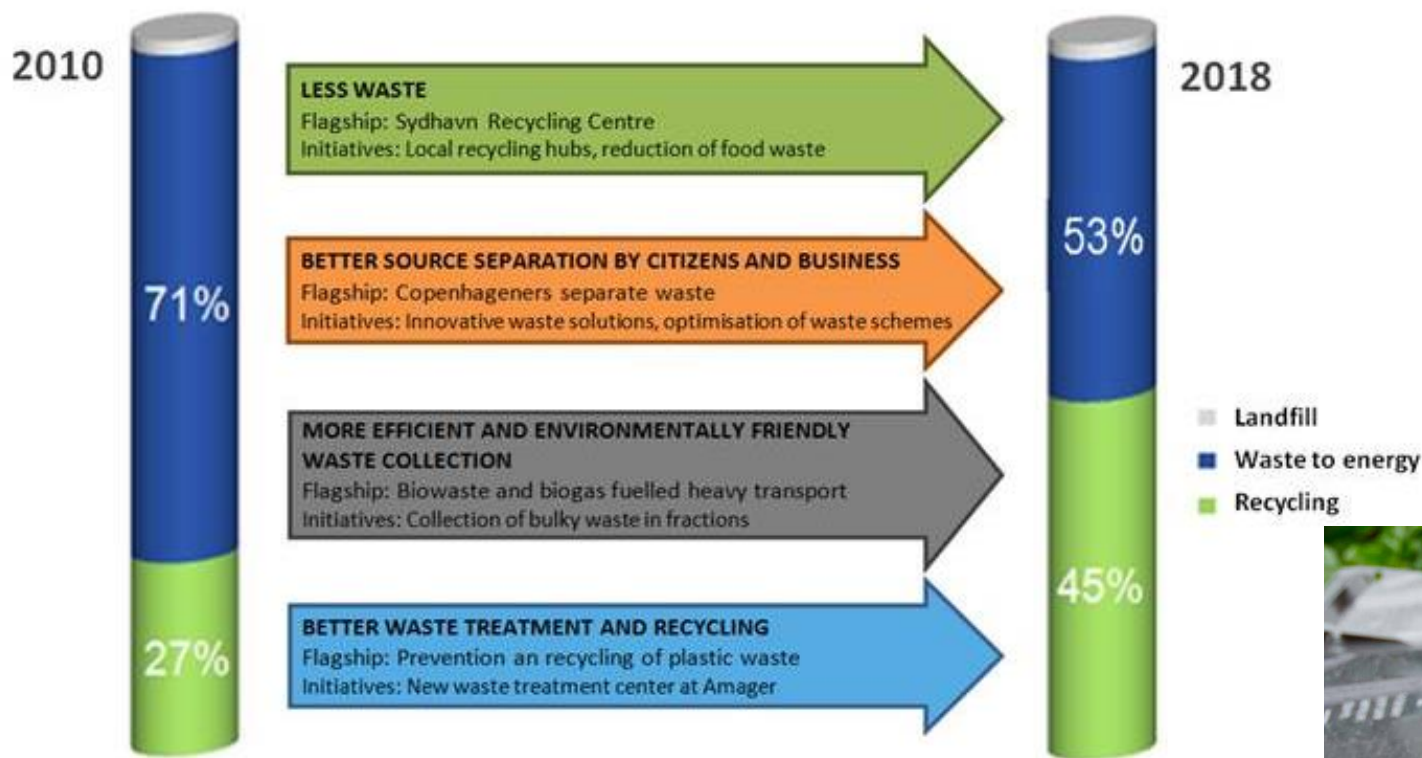 2010
71%
27%
LESS WASTE
Flagship: Sydhavn Recycling Centre
Initiatives: Local recycling hubs, reduction of food waste
BETTER SOURCE SEPARATION BY CITIZENS AND BUSINESS
Flagship: Copenhageners separate waste
Initiatives: Innovative waste solutions, optimisation of waste schemes
MORE EFFICIENT AND ENVIRONMENTALLY FRIENDLY
WASTE COLLECTION
Flagship: Biowaste and biogas fuelled heavy transport
Initiatives: Collection of bulky waste in fractions
BETTER WASTE TREATMENT AND RECYCLING
Flagship: Prevention an recycling of plastic waste
Initiatives: New waste treatment center at Amager
2018
53%
45%
Landfill
Waste to energy
Recycling